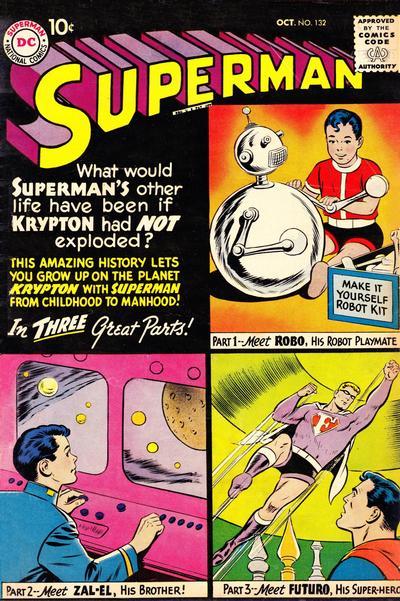 SUPERMAN
DC
NATIONAL COMICS
10¢
OCT. NO. 132
APPROVED
BY THE
COMICS
CODE
CA
AUTHORITY
SUPERMAN
What would
SUPERMAN'S other
life have been if
KRYPTON had NOT
exploded?
THIS AMAZING HISTORY LETS
YOU GROW UP ON THE PLANET
KRYPTON WITH SUPERMAN
FROM CHILDHOOD TO MANHOOD!
In THREE Great Parts!
MAKE IT
YOURSELF
ROBOT KIT
PART 1--Meet ROBO, HIS ROBOT PLAYMATE
PART 2--Meet ZAL-EL, HIS BROTHER!
F
PART 3--Meet FUTURO, HIS SUPER-HERO